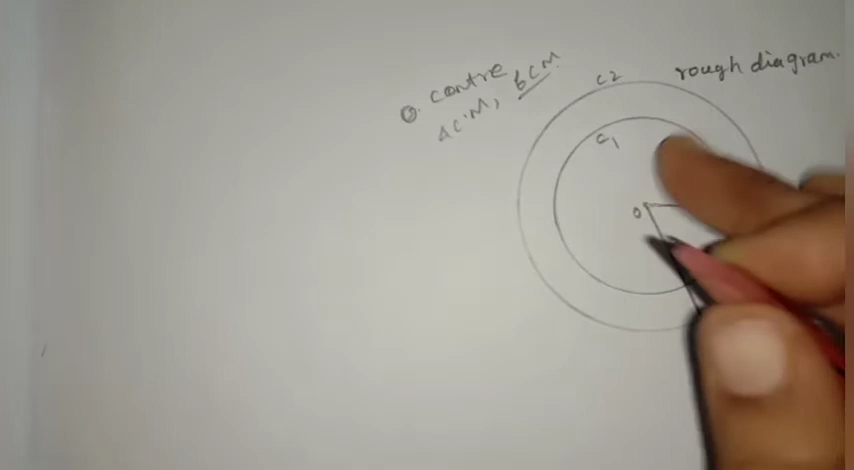 rough diagram.
O. centre
4C.M, 6CM.
C2
C1
O